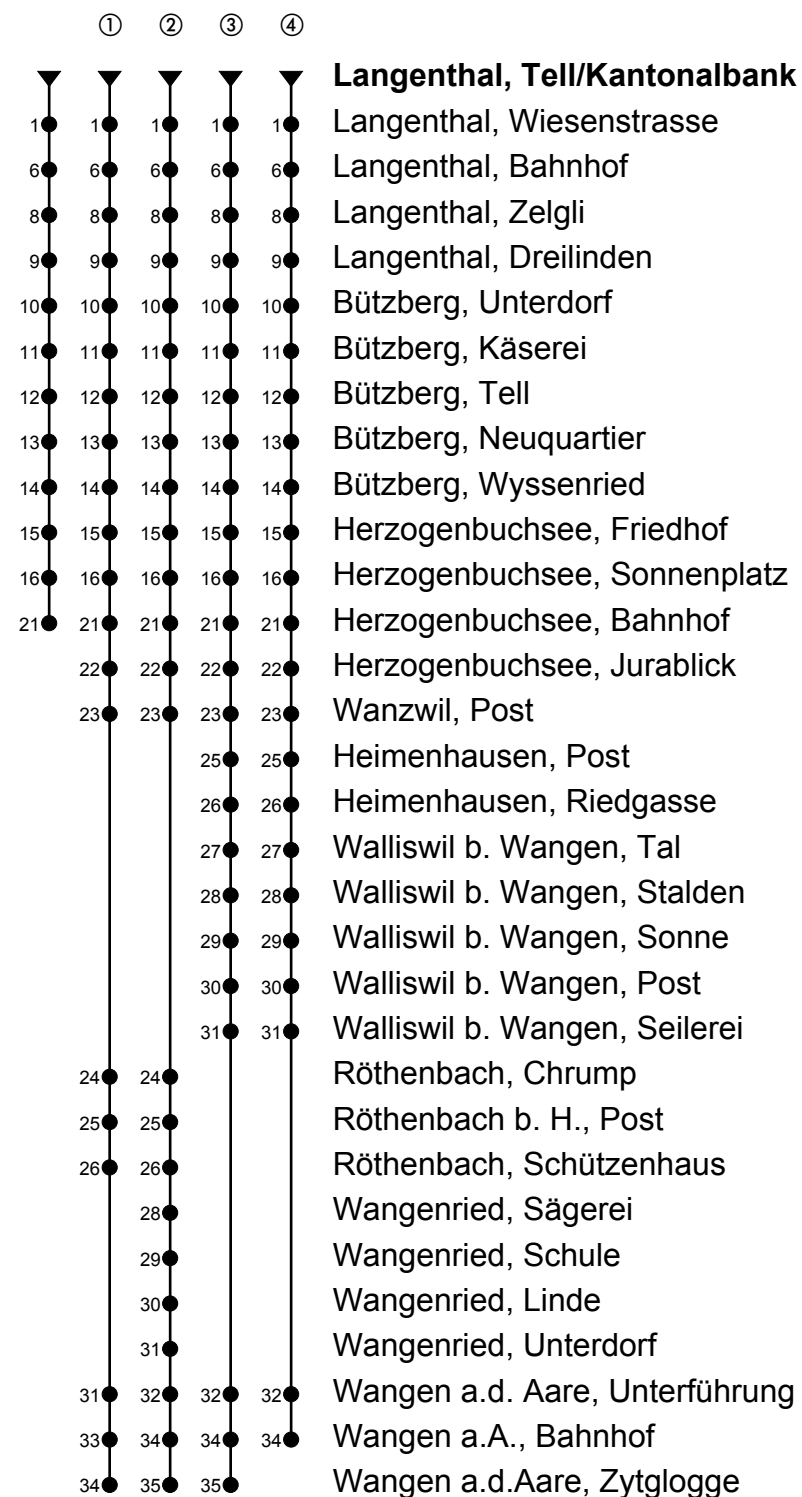 ① ② ③ ④
Langenthal, Tell/Kantonalbank
1 1 1 1 1 Langenthal, Wiesenstrasse
6 6 6 6 6 Langenthal, Bahnhof
8 8 8 8 8 Langenthal, Zelgli
9 9 9 9 9 Langenthal, Dreilinden
10 10 10 10 10 Bützberg, Unterdorf
11 11 11 11 11 Bützberg, Käserei
12 12 12 12 12 Bützberg, Tell
13 13 13 13 13 Bützberg, Neuquartier
14 14 14 14 14 Bützberg, Wyssenried
15 15 15 15 15 Herzogenbuchsee, Friedhof
16 16 16 16 16 Herzogenbuchsee, Sonnenplatz
21 21 21 21 21 Herzogenbuchsee, Bahnhof
22 22 22 22 Herzogenbuchsee, Jurablick
23 23 23 23 Wanzwil, Post
25 25 Heimenhausen, Post
26 26 Heimenhausen, Riedgasse
27 27 Walliswil b. Wangen, Tal
28 28 Walliswil b. Wangen, Stalden
29 29 Walliswil b. Wangen, Sonne
30 30 Walliswil b. Wangen, Post
31 31 Walliswil b. Wangen, Seilerei
24 24 Röthenbach, Chrump
25 25 Röthenbach b. H., Post
26 26 Röthenbach, Schützenhaus
28 Wangenried, Sägerei
29 Wangenried, Schule
30 Wangenried, Linde
31 Wangenried, Unterdorf
31 32 32 32 Wangen a.d. Aare, Unterführung
33 34 34 34 Wangen a.A., Bahnhof
34 35 35 Wangen a.d.Aare, Zytglogge